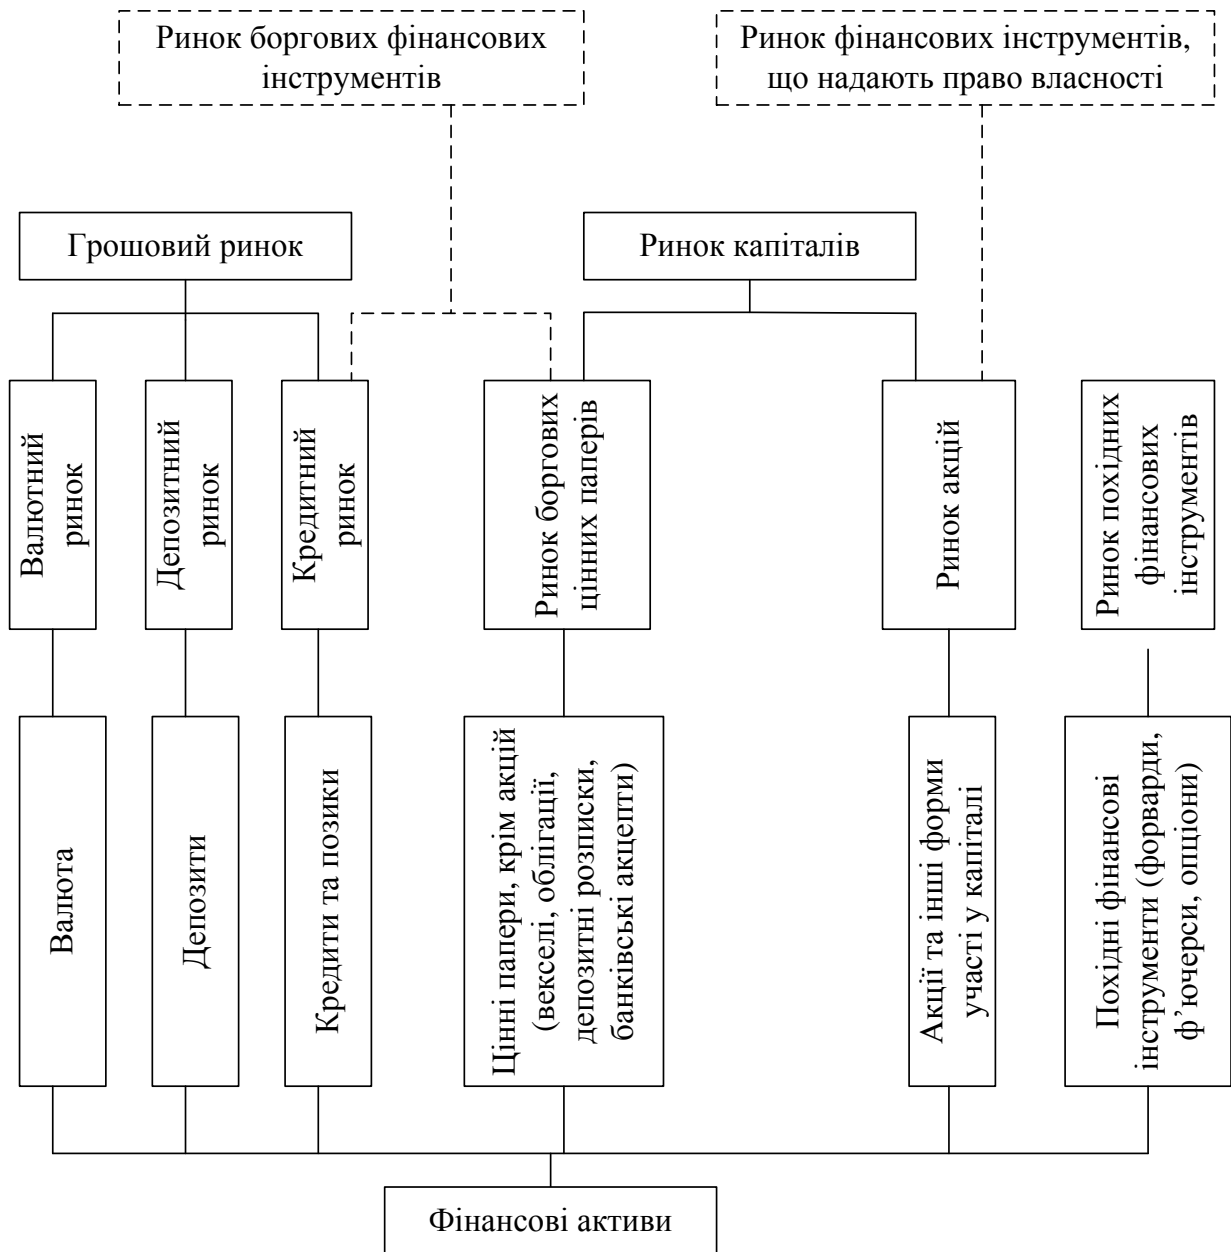 Ринок боргових фінансових
інструментів
Ринок фінансових інструментів,
що надають право власності
Грошовий ринок
Ринок капіталів
Валютний
ринок
Депозитний
ринок
Кредитний
ринок
Ринок боргових
цінних паперів
Ринок акцій
Ринок похідних
фінансових
інструментів
Валюта
Депозити
Кредити та позики
Цінні папери, крім акцій
(векселі, облігації,
депозитні розписки,
банківські акцепти)
Акції та інші форми
участі у капіталі
Похідні фінансові
інструменти (форварди,
ф’ючерси, опціони)
Фінансові активи